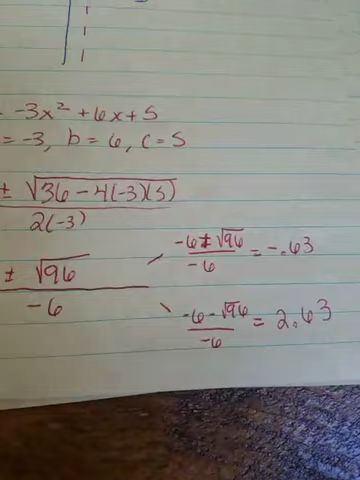 -3x² + 6x + 5
= -3, b = 6, c = 5
± √36 - 4(-3)(5)
2(-3)
± √96
-6
-6 ± √96
-6
= -.63
-6 - √96
-6
= 2.63